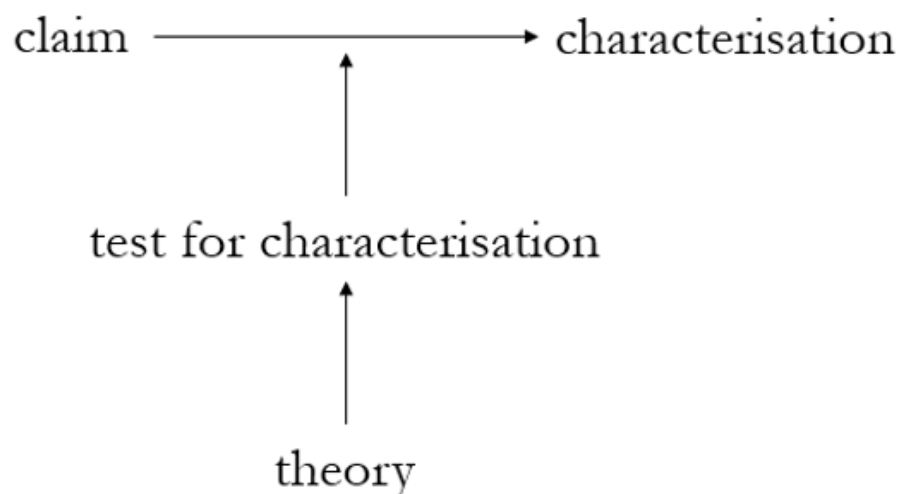 claim characterisation
test for characterisation
theory